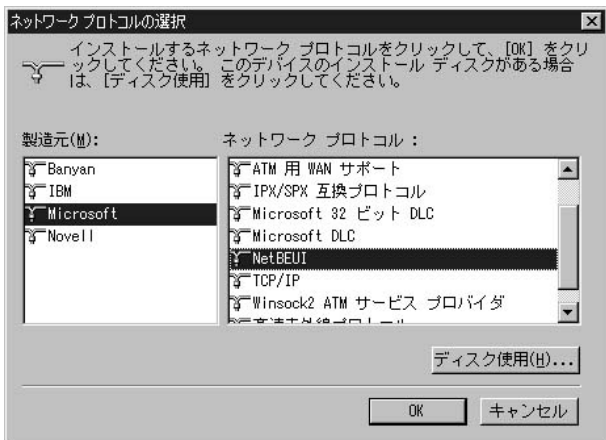 ネットワーク プロトコルの選択
インストールするネットワーク プロトコルをクリックして、[OK] をクリ
ックしてください。 このデバイスのインストール ディスクがある場合
は、[ディスク使用] をクリックしてください。
製造元(M):
Banyan
IBM
Microsoft
Novell
ネットワーク プロトコル :
ATM 用 WAN サポート
IPX/SPX 互換プロトコル
Microsoft 32 ビット DLC
Microsoft DLC
NetBEUI
TCP/IP
Winsock2 ATM サービス プロバイダ
ディスク使用(H)...
OK
キャンセル